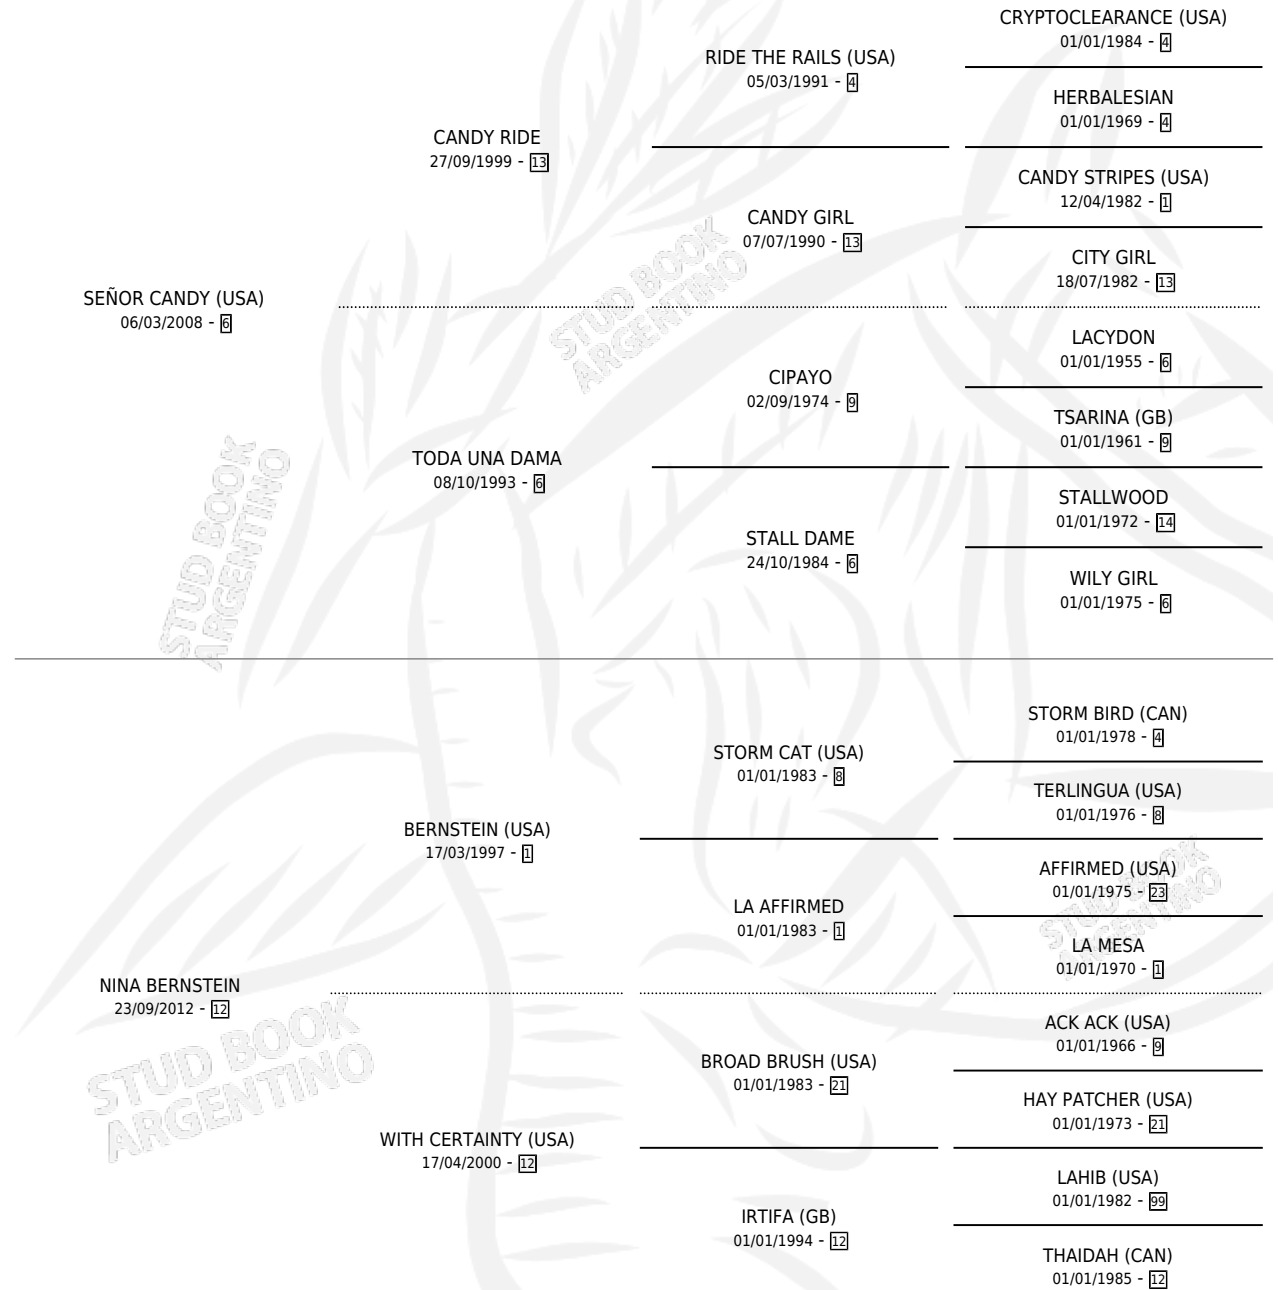 CRYPTOCLEARANCE (USA)
01/01/1984 - 4
RIDE THE RAILS (USA)
05/03/1991 - 4
HERBALESIAN
01/01/1969 - 4
CANDY RIDE
27/09/1999 - 13
CANDY STRIPES (USA)
12/04/1982 - 1
CANDY GIRL
07/07/1990 - 13
CITY GIRL
18/07/1982 - 13
SEÑOR CANDY (USA)
06/03/2008 - 6
STUD BOOK
ARGENTINO
LACYDON
01/01/1955 - 6
CIPAYO
02/09/1974 - 9
TSARINA (GB)
01/01/1961 - 9
TODA UNA DAMA
08/10/1993 - 6
STALLWOOD
01/01/1972 - 14
STALL DAME
24/10/1984 - 6
WILY GIRL
01/01/1975 - 6
STUD BOOK
ARGENTINO
STORM BIRD (CAN)
01/01/1978 - 4
STORM CAT (USA)
01/01/1983 - 8
TERLINGUA (USA)
01/01/1976 - 8
BERNSTEIN (USA)
17/03/1997 - 1
AFFIRMED (USA)
01/01/1975 - 23
LA AFFIRMED
01/01/1983 - 1
STUD BOOK
ARGENTINO
LA MESA
01/01/1970 - 1
NINA BERNSTEIN
23/09/2012 - 12
STUD BOOK
ARGENTINO
ACK ACK (USA)
01/01/1966 - 9
BROAD BRUSH (USA)
01/01/1983 - 21
HAY PATCHER (USA)
01/01/1973 - 21
WITH CERTAINTY (USA)
17/04/2000 - 12
LAHIB (USA)
01/01/1982 - 99
IRTIFA (GB)
01/01/1994 - 12
THAIDAH (CAN)
01/01/1985 - 12